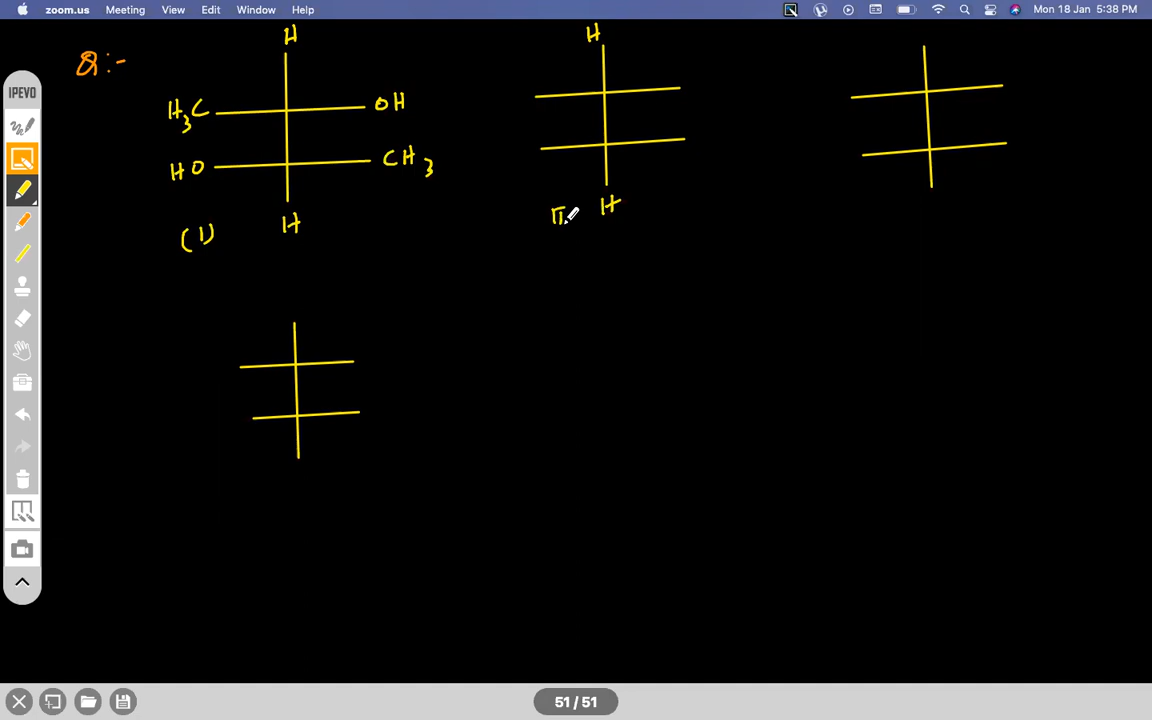 zoom.us Meeting View Edit Window Help Mon 18 Jan 5:38 PM
IPEVO
Q:-
H
H₃C OH
HO CH₃
H
(1)
H
H
II
51 / 51